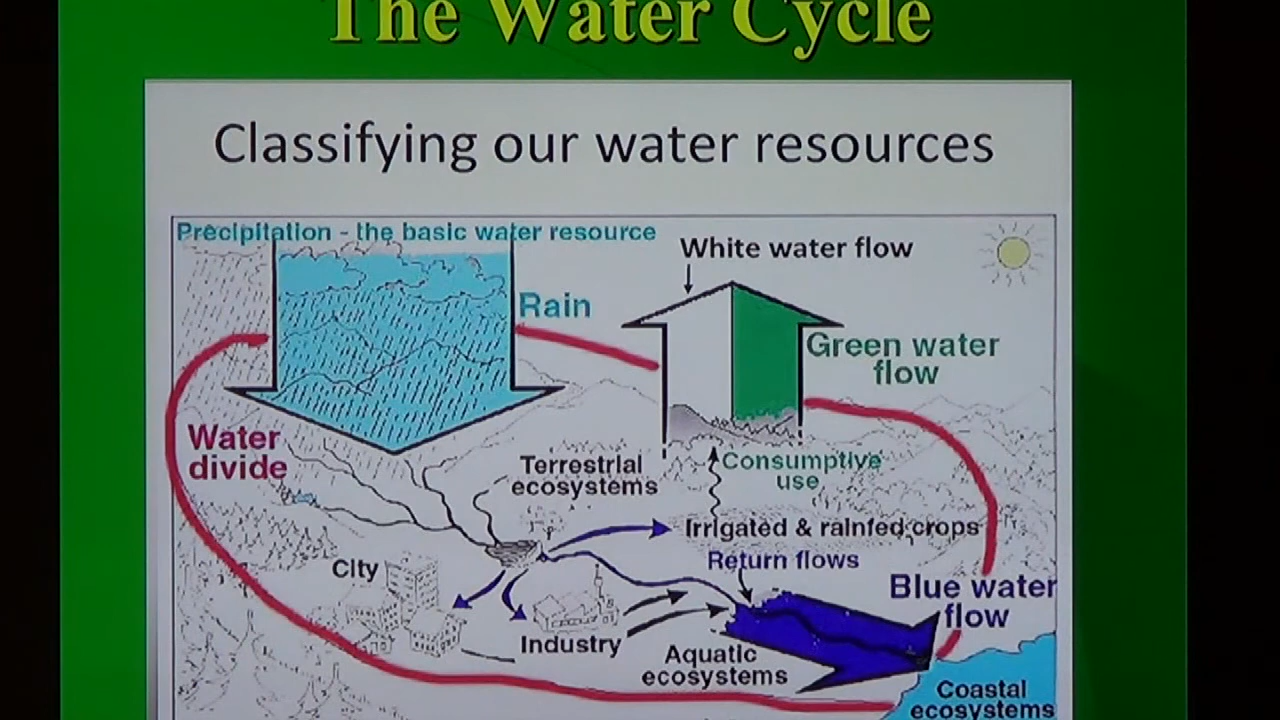 The Water Cycle
Classifying our water resources
Precipitation - the basic water resource
White water flow
Rain
Green water
flow
Water
divide
Terrestrial
ecosystems
Consumptive
use
Irrigated & rainfed crops
City
Return flows
Blue water
flow
Industry
Aquatic
ecosystems
Coastal
ecosystems